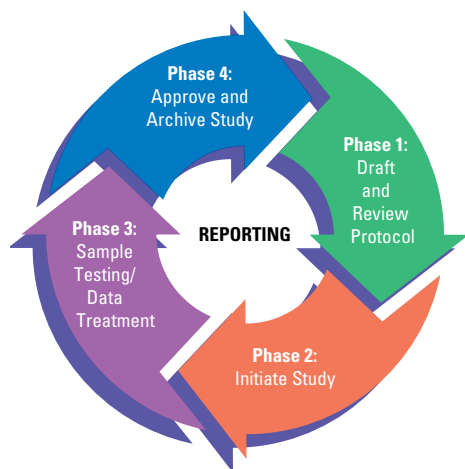 Phase 4:
Approve and
Archive Study
Phase 1:
Draft
and
Review
Protocol
REPORTING
Phase 3:
Sample
Testing/
Data
Treatment
Phase 2:
Initiate Study